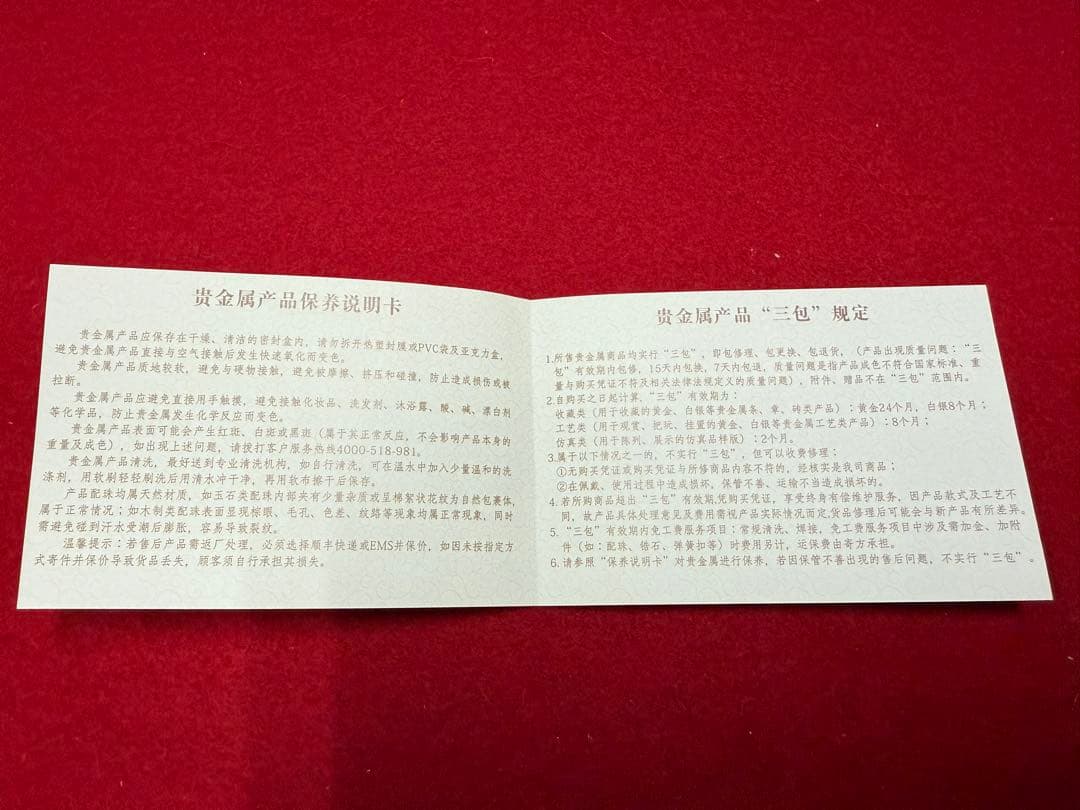 贵金属产品保养说明卡
贵金属产品应保存在干燥、清洁的密封盒内，请勿拆开热塑封膜或PVC袋及亚克力盒，
避免贵金属产品直接与空气接触后发生快速氧化而变色。
贵金属产品质地较软，避免与硬物接触，避免被摩擦、挤压和碰撞，防止造成损伤或被
拉断。
贵金属产品应避免直接用手触摸，避免接触化妆品、洗发剂、沐浴露、酸、碱、漂白剂
等化学品，防止贵金属发生化学反应而变色。
贵金属产品表面可能会产生红斑、白斑或黑斑（属于其正常反应，不会影响产品本身的
重量及成色），如出现上述问题，请拨打客户服务热线4000-518-981。
贵金属产品清洗，最好送到专业清洗机构，如自行清洗，可在温水中加入少量温和的洗
涤剂，用软刷轻轻刷洗后用清水冲干净，再用软布擦干后保存。
产品配珠均属天然材质，如玉石类配珠内部夹有少量杂质或呈棉絮状花纹为自然包裹体，
属于正常情况；如木制类配珠表面显现棕眼、毛孔、色差、纹路等现象均属正常现象，同时
需避免碰到汗水受潮后膨胀，容易导致裂纹。
温馨提示：若售后产品需返厂处理，必须选择顺丰快递或EMS并保价，如因未按指定方
式寄件并保价导致货品丢失，顾客须自行承担其损失。
贵金属产品“三包”规定
1.所售贵金属商品均实行“三包”，即包修理、包更换、包退货，（产品出现质量问题：“三
包”有效期内包修，15天内包换，7天内包退，质量问题是指产品成色不符合国家标准、重
量与购买凭证不符及相关法律法规定义的质量问题），附件、赠品不在“三包”范围内。
2.自购买之日起计算，“三包”有效期为：
收藏类（用于收藏的黄金、白银等贵金属条、章、砖类产品）：黄金24个月，白银8个月；
工艺类（用于观赏、把玩、挂置的黄金、白银等贵金属工艺类产品）：8个月；
仿真类（用于陈列、展示的仿真品样版）：2个月。
3.属于以下情况之一的，不实行“三包”，但可以收费修理：
①无购买凭证或购买凭证与所修商品内容不符的，经核实是我司商品；
②在佩戴、使用过程中造成损坏，保管不善、运输不当造成损坏的。
4.若所购商品超出“三包”有效期，凭购买凭证，享受终身有偿维护服务，因产品款式及工艺不
同，故产品具体处理意见及费用需视产品实际情况而定，货品修理后可能会与新产品有所差异。
5.“三包”有效期内免工费服务项目：常规清洗、焊接，免工费服务项目中涉及需加金、加附
件（如：配珠、锆石、弹簧扣等）时费用另计，运保费由寄方承担。
6.请参照“保养说明卡”对贵金属进行保养，若因保管不善出现的售后问题，不实行“三包”。